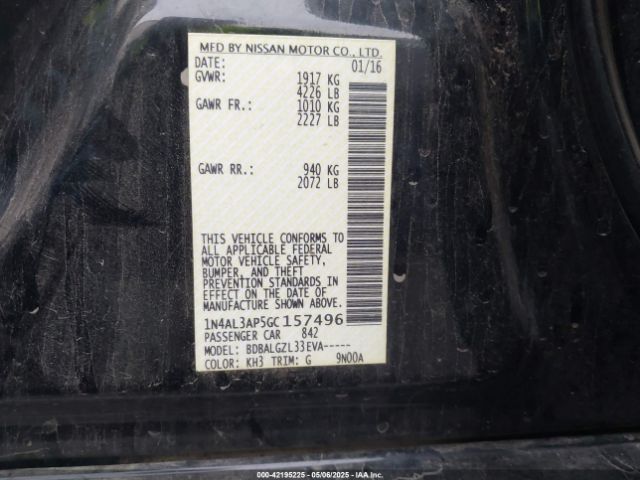 MFD BY NISSAN MOTOR CO., LTD.
DATE: 01/16
GVWR: 1917 KG
4226 LB
GAWR FR.: 1010 KG
2227 LB
GAWR RR.: 940 KG
2072 LB
THIS VEHICLE CONFORMS TO
ALL APPLICABLE FEDERAL
MOTOR VEHICLE SAFETY,
BUMPER, AND THEFT
PREVENTION STANDARDS IN
EFFECT ON THE DATE OF
MANUFACTURE SHOWN ABOVE.
1N4AL3AP5GC157496
PASSENGER CAR 842
MODEL: BDBALGZL33EVA-----
COLOR: KH3 TRIM: G 9N00A
000-42195225 - 05/06/2025 - IAA Inc.